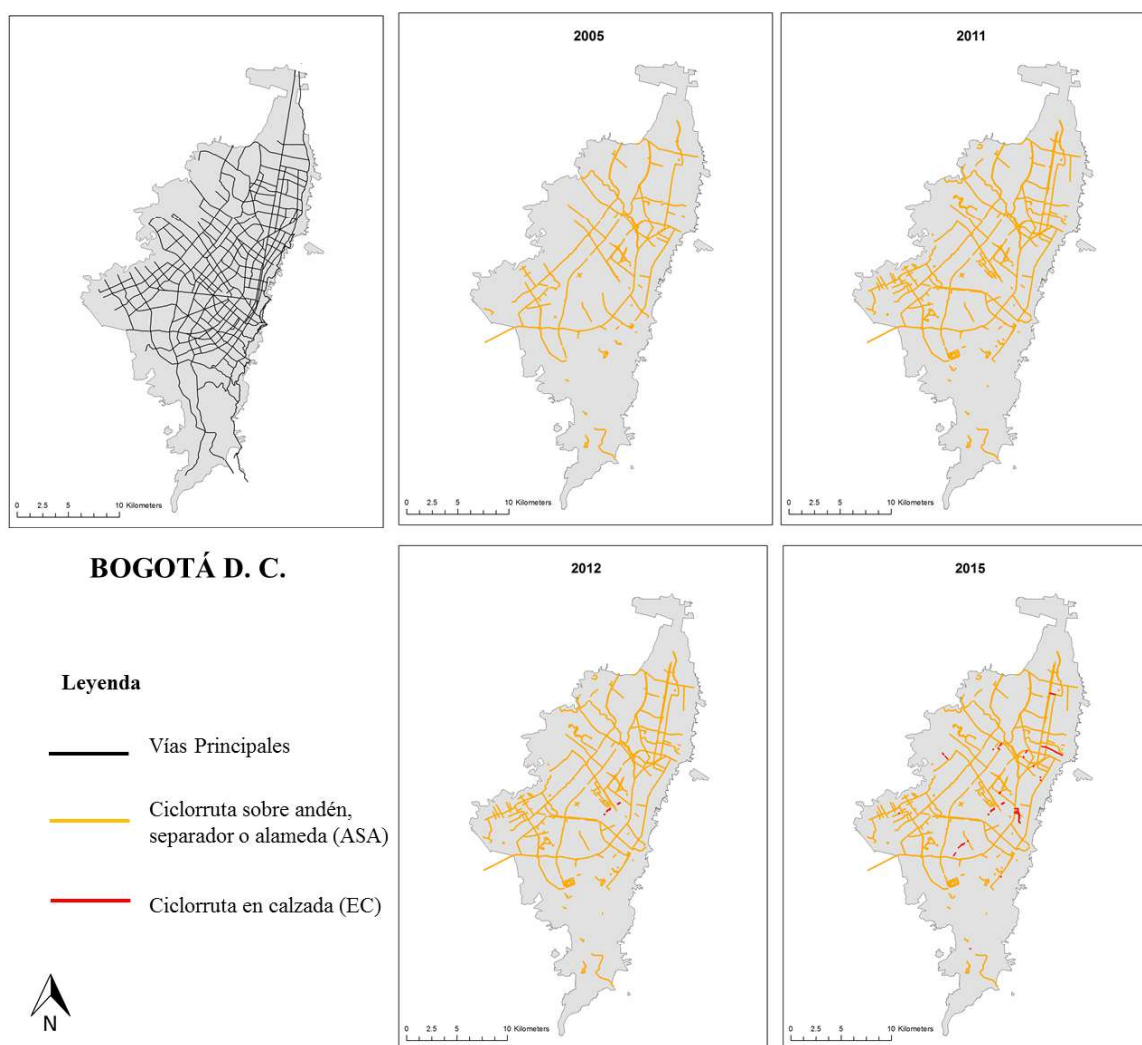 2005
2011
0 2.5 5 10 Kilometers
0 2.5 5 10 Kilometers
0 2.5 5 10 Kilometers
BOGOTÁ D. C.
2012
2015
Leyenda
Vías Principales
Ciclorruta sobre andén,
separador o alameda (ASA)
Ciclorruta en calzada (EC)
N
0 2.5 5 10 Kilometers
0 2.5 5 10 Kilometers